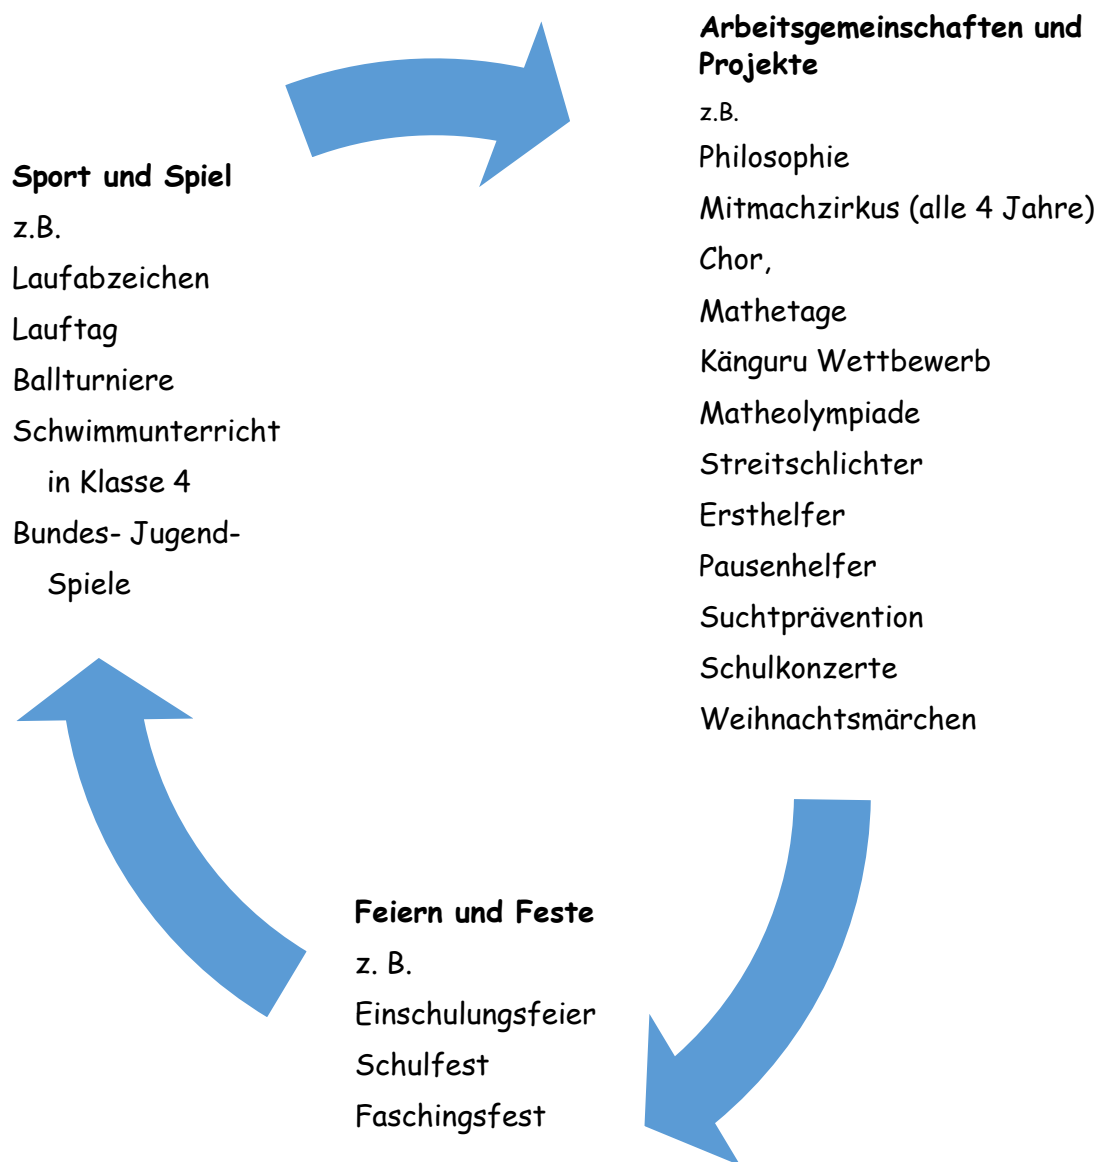 Sport und Spiel
z.B.
Laufabzeichen
Lauftag
Ballturniere
Schwimmunterricht
in Klasse 4
Bundes- Jugend-
Spiele
Arbeitsgemeinschaften und
Projekte
z.B.
Philosophie
Mitmachzirkus (alle 4 Jahre)
Chor,
Mathetage
Känguru Wettbewerb
Matheolympiade
Streitschlichter
Ersthelfer
Pausenhelfer
Suchtprävention
Schulkonzerte
Weihnachtsmärchen
Feiern und Feste
z. B.
Einschulungsfeier
Schulfest
Faschingsfest